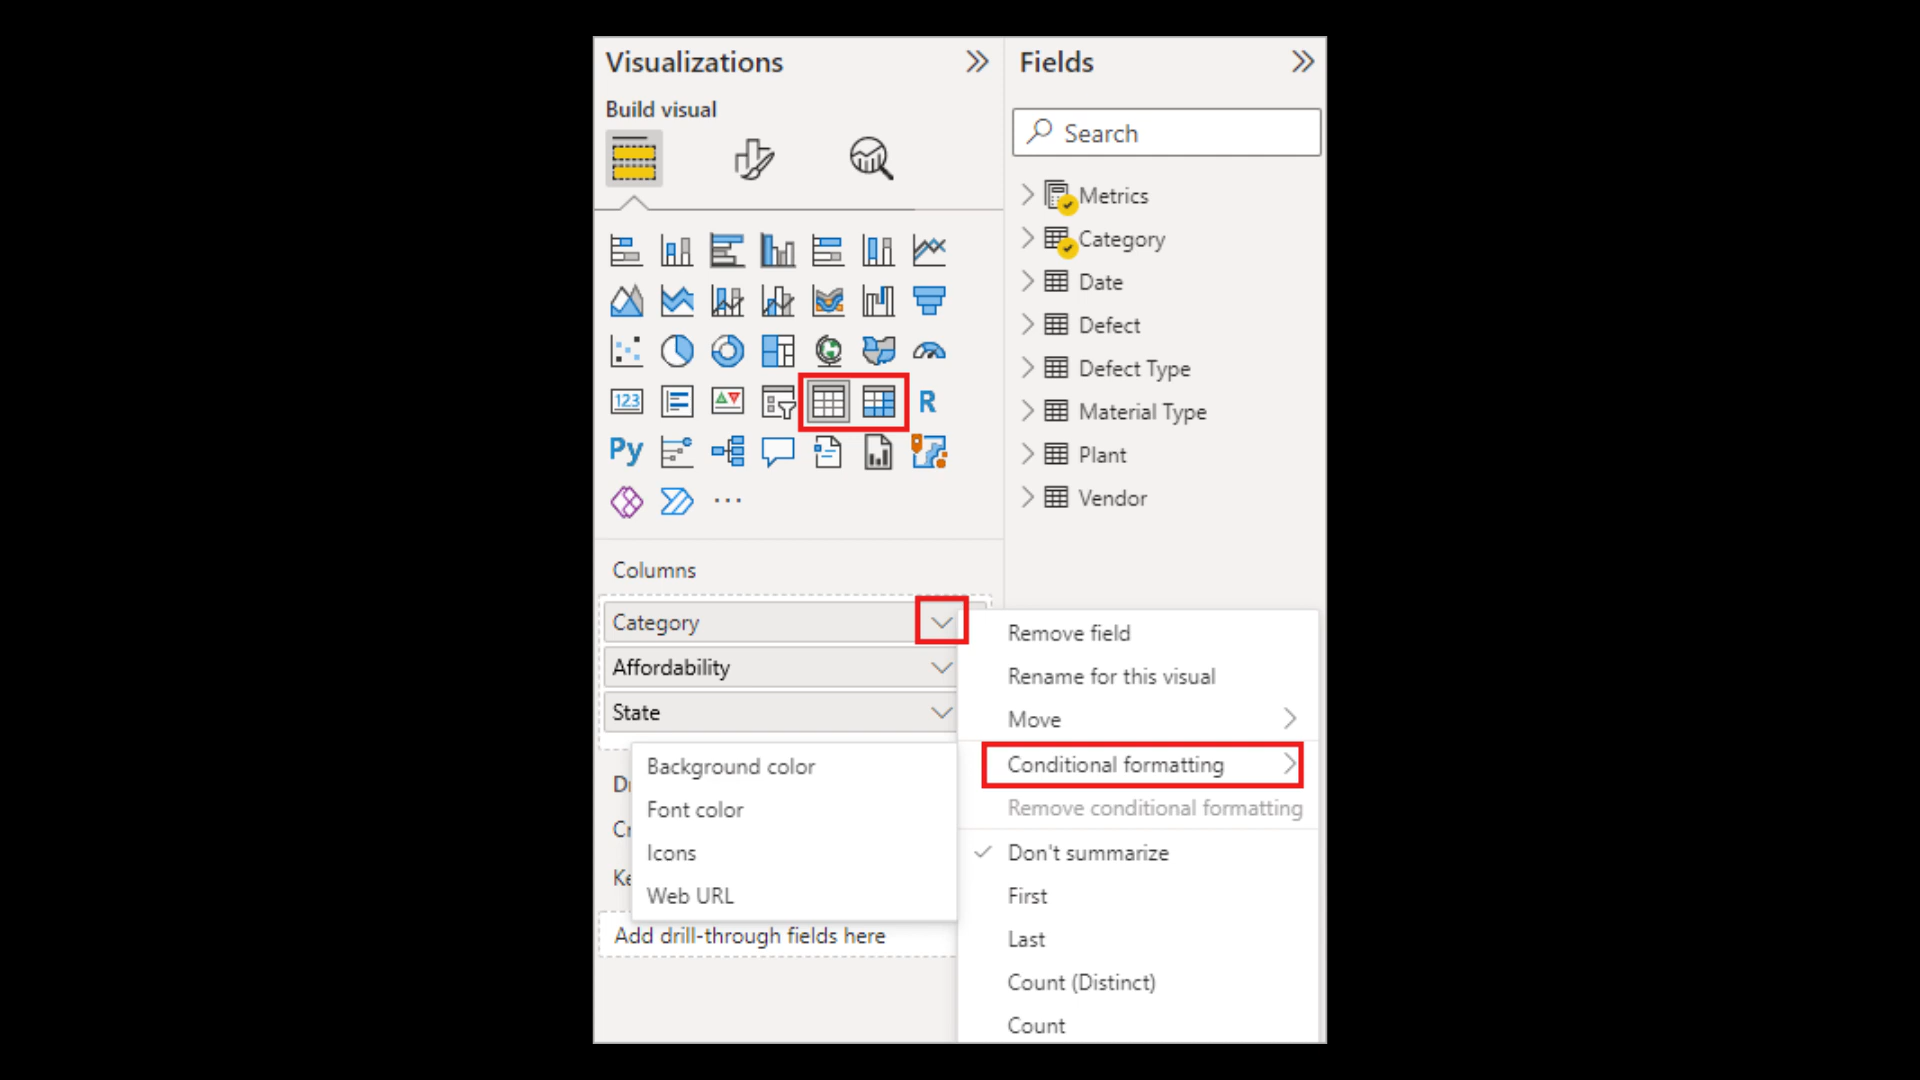 Visualizations
Build visual
123
R
Py
...
Columns
Category
Affordability
State
Background color
Font color
Icons
Web URL
Add drill-through fields here
Fields
Search
Metrics
Category
Date
Defect
Defect Type
Material Type
Plant
Vendor
Remove field
Rename for this visual
Move
Conditional formatting
Remove conditional formatting
Don't summarize
First
Last
Count (Distinct)
Count